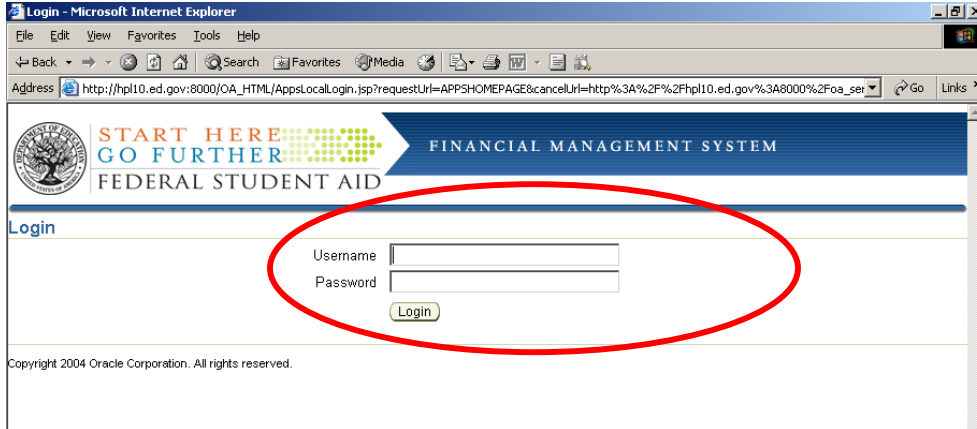 Login - Microsoft Internet Explorer
File Edit View Favorites Tools Help
Back Search Favorites Media
Address http://hpl10.ed.gov:8000/OA_HTML/AppsLocalLogin.jsp?requestUrl=APPSHOMEPAGE&cancelUrl=http%3A%2F%2Fhpl10.ed.gov%3A8000%2Foa_ser Go Links
START HERE
GO FURTHER
FEDERAL STUDENT AID
FINANCIAL MANAGEMENT SYSTEM
Login
Username
Password
Login
Copyright 2004 Oracle Corporation. All rights reserved.